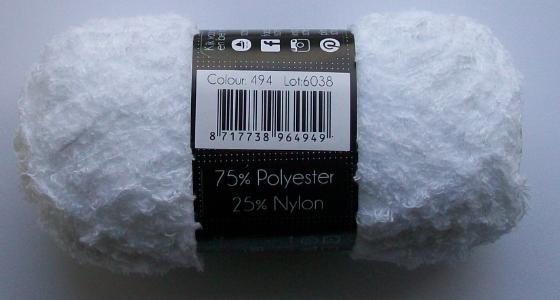 Colour: 494 Lot:6038
8 717738 964949
75% Polyester
25% Nylon